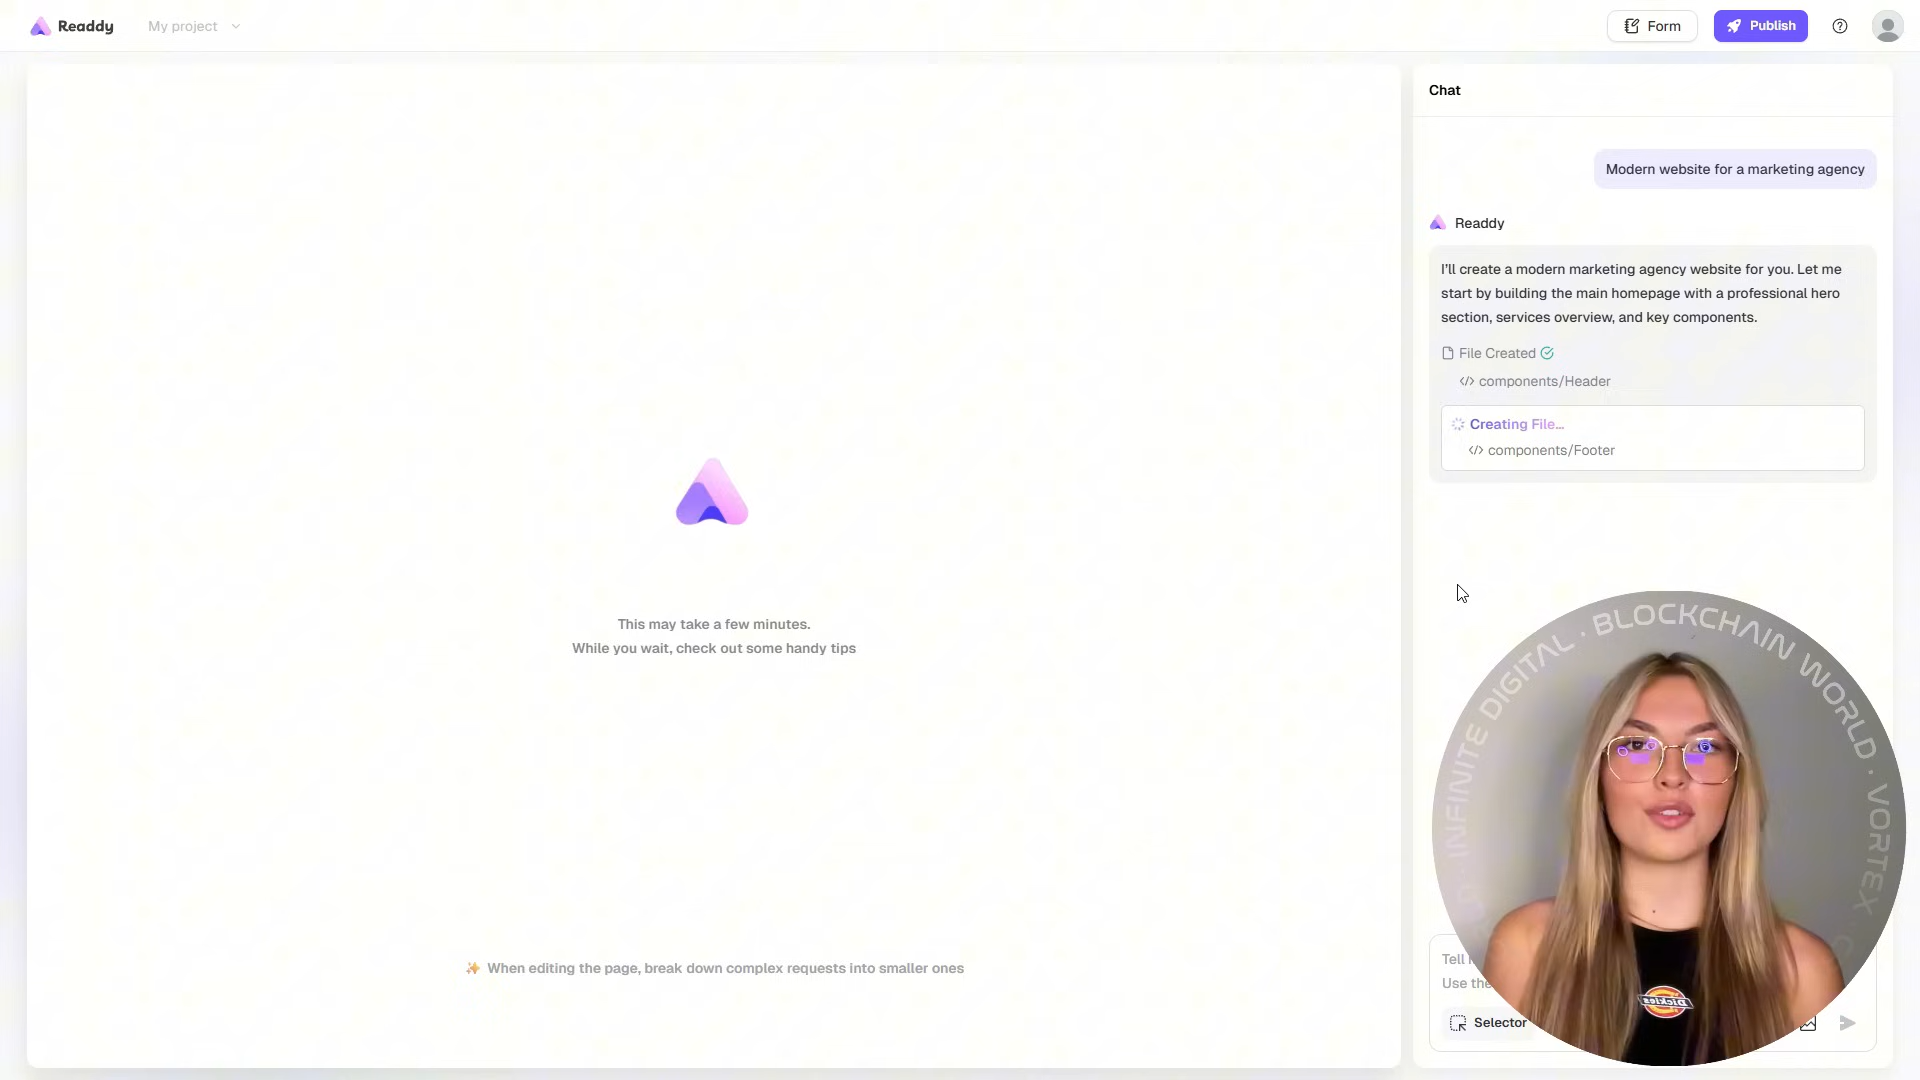 Readdy
My project
Form
Publish
Chat
Modern website for a marketing agency
Readdy
I'll create a modern marketing agency website for you. Let me
start by building the main homepage with a professional hero
section, services overview, and key components.
File Created
</> components/Header
Creating File...
</> components/Footer
This may take a few minutes.
While you wait, check out some handy tips
When editing the page, break down complex requests into smaller ones
INFINITE DIGITAL · BLOCKCHAIN WORLD · VORTEX
Tell
Use the
Selector
Dickies